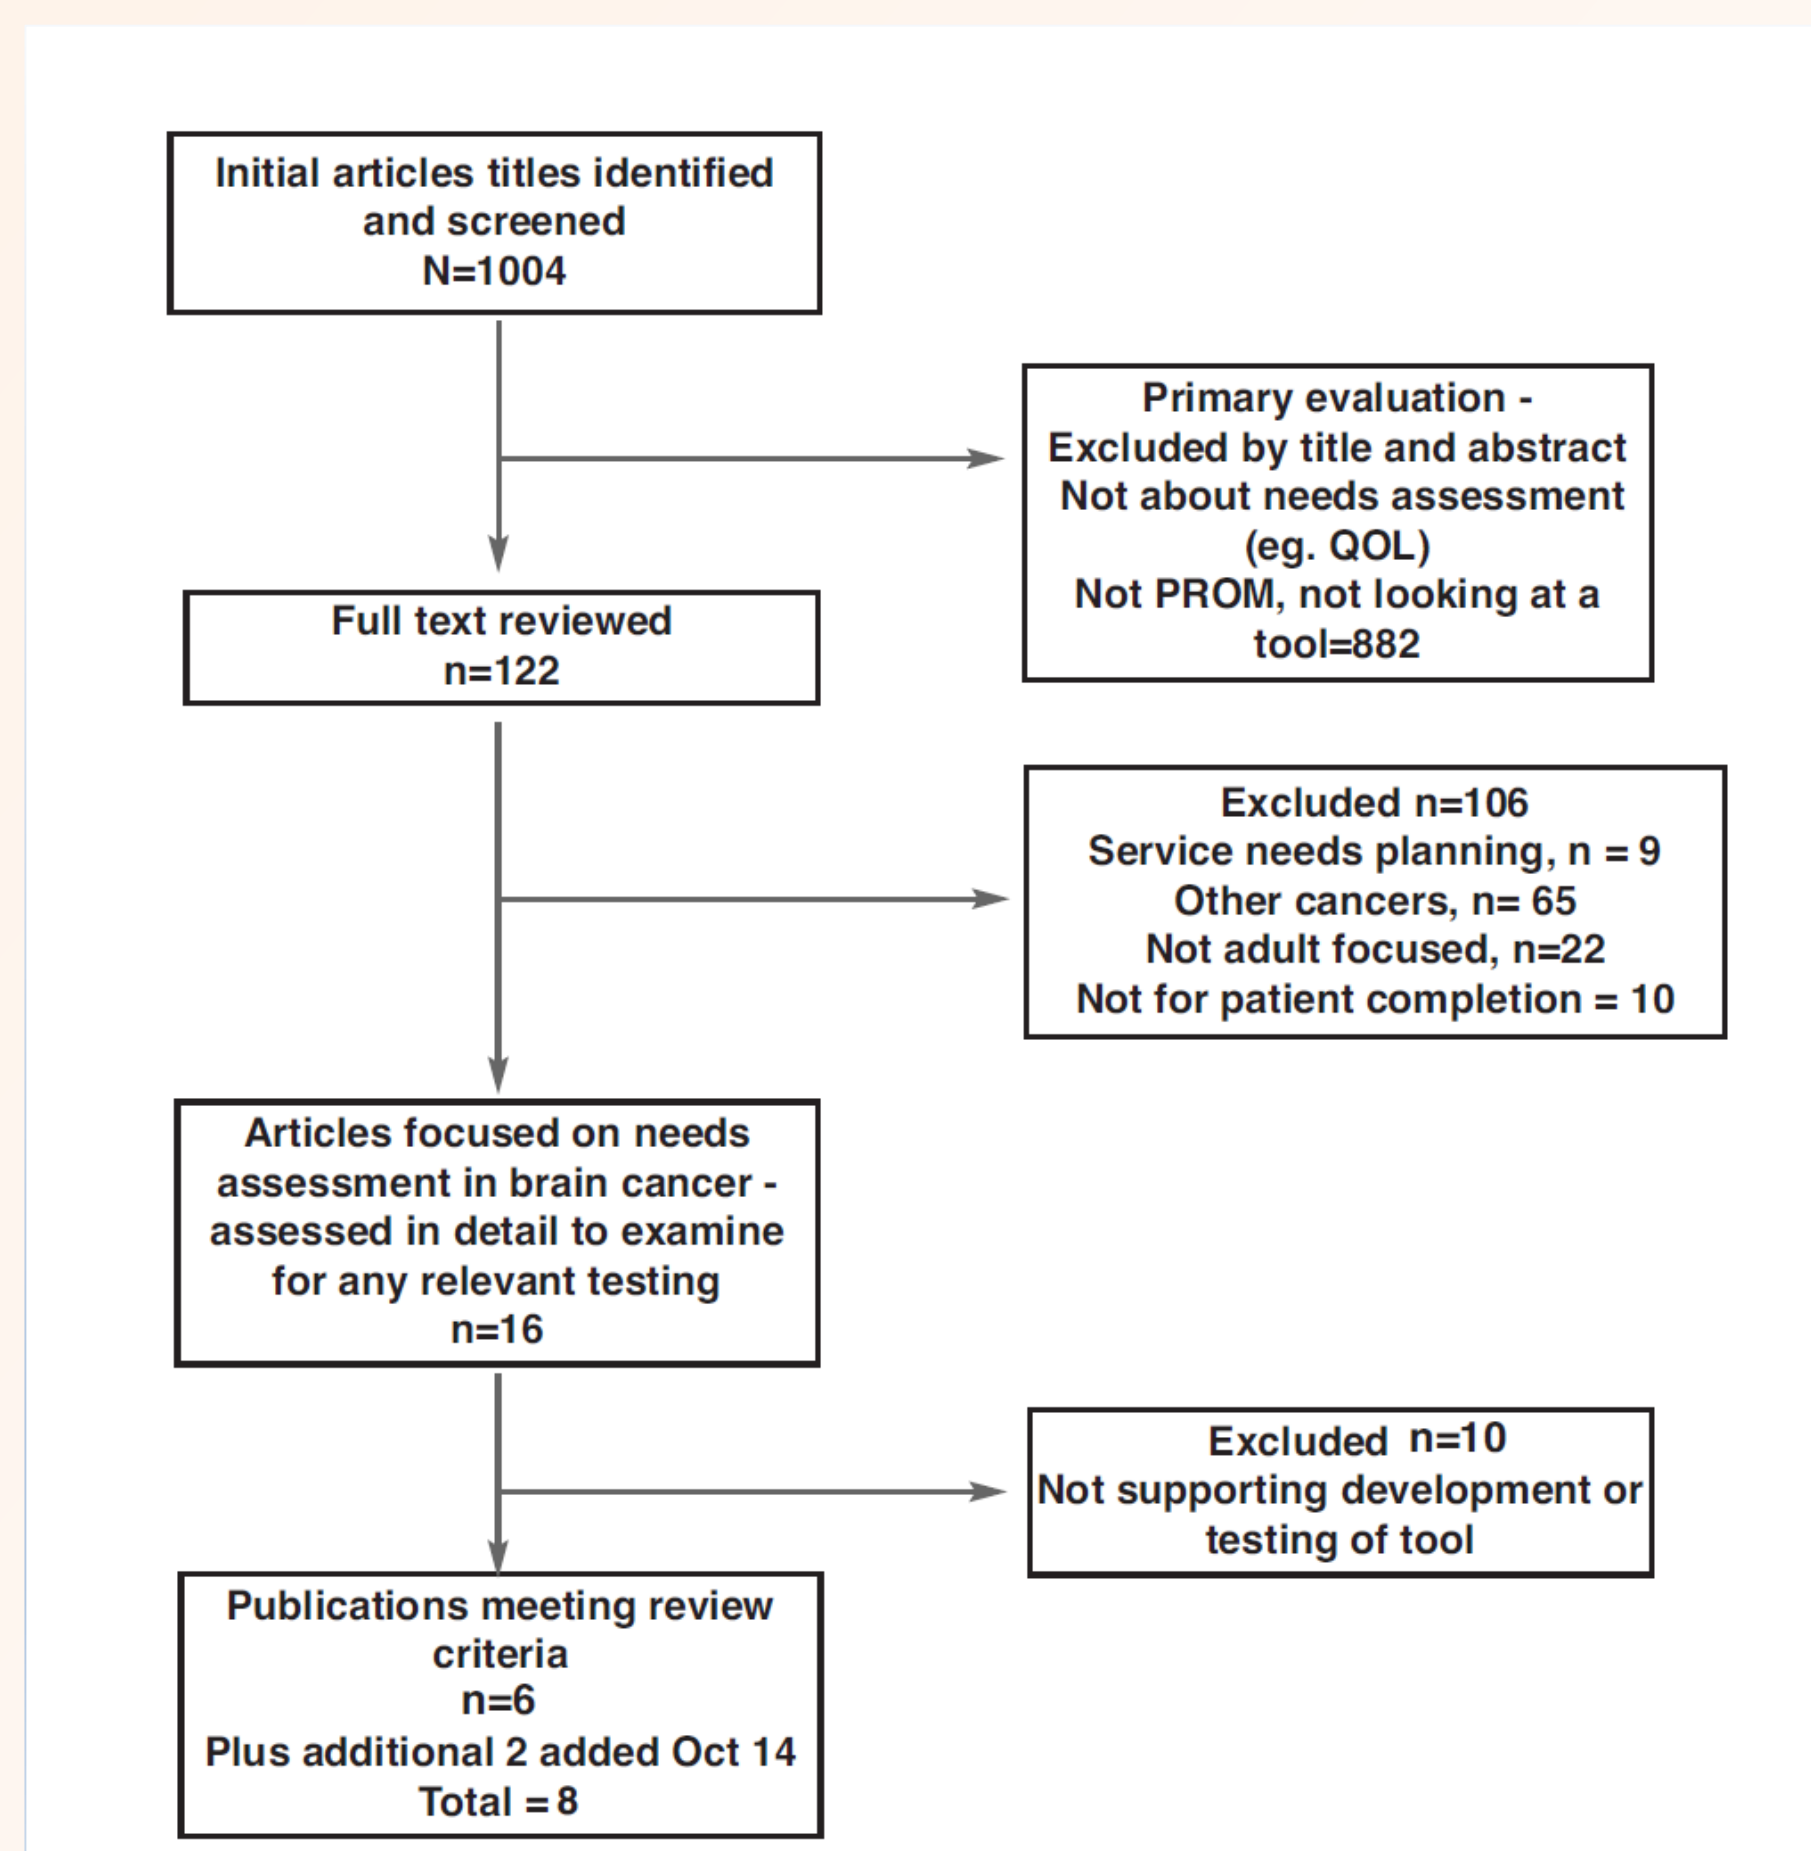 Initial articles titles identified
and screened
N=1004
Primary evaluation -
Excluded by title and abstract
Not about needs assessment
(eg. QOL)
Not PROM, not looking at a
tool=882
Full text reviewed
n=122
Excluded n=106
Service needs planning, n = 9
Other cancers, n= 65
Not adult focused, n=22
Not for patient completion = 10
Articles focused on needs
assessment in brain cancer -
assessed in detail to examine
for any relevant testing
n=16
Excluded n=10
Not supporting development or
testing of tool
Publications meeting review
criteria
n=6
Plus additional 2 added Oct 14
Total = 8